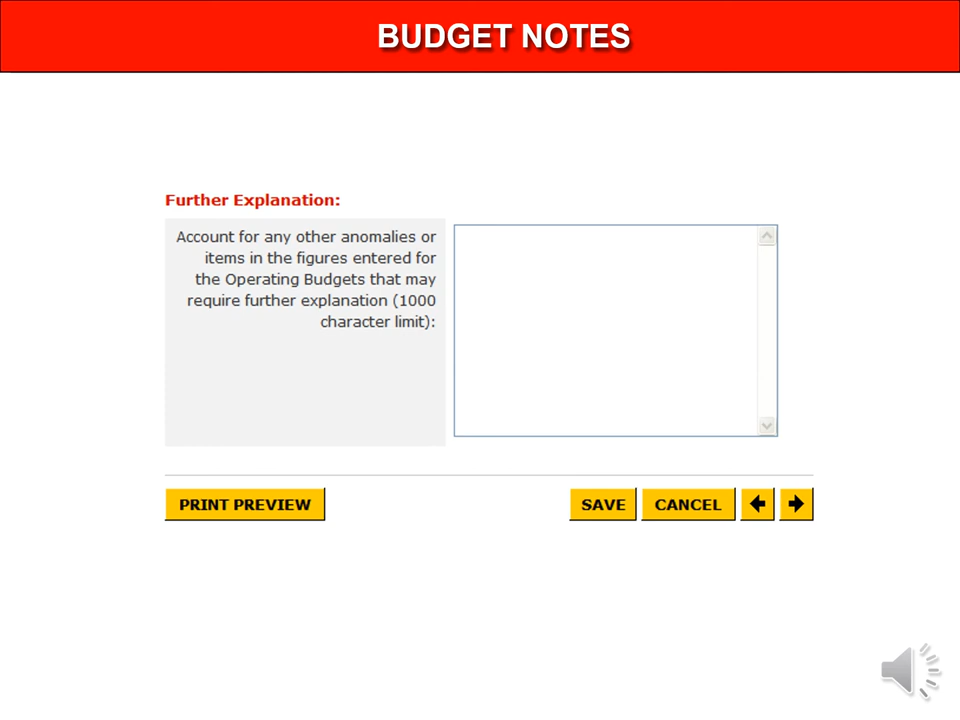 BUDGET NOTES
Further Explanation:
Account for any other anomalies or
items in the figures entered for
the Operating Budgets that may
require further explanation (1000
character limit):
PRINT PREVIEW
SAVE
CANCEL